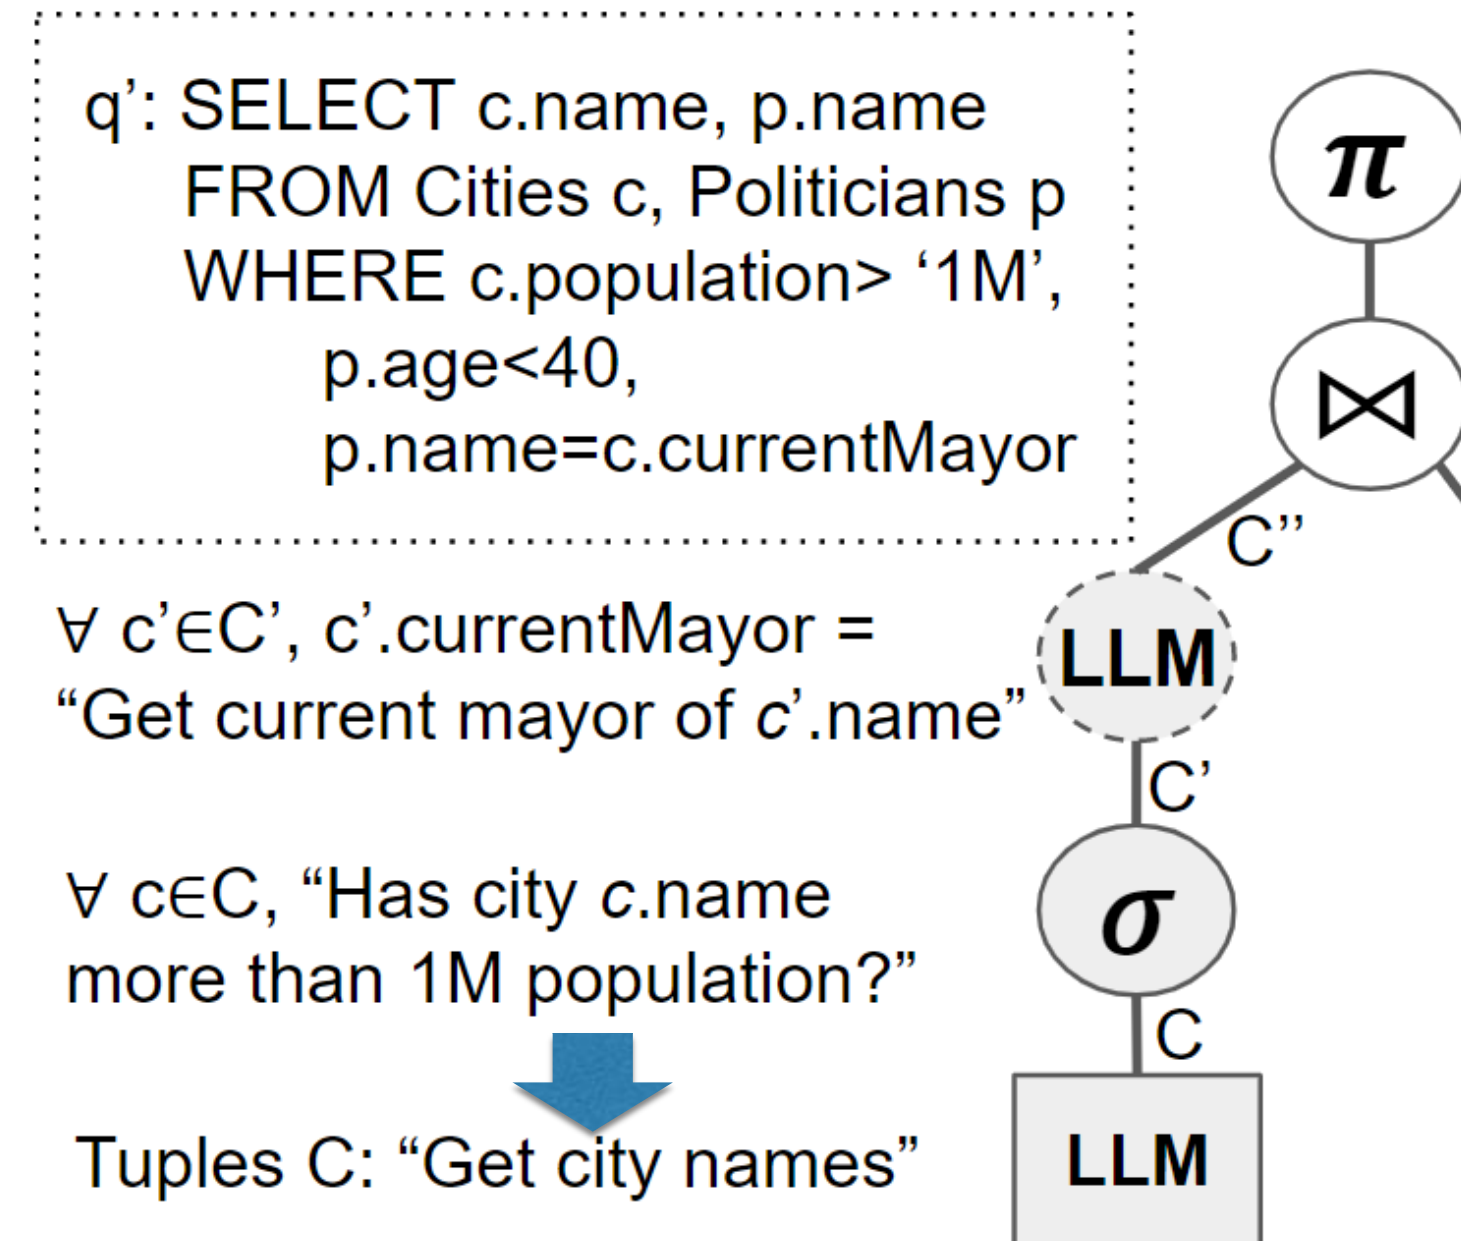 q’: SELECT c.name, p.name
FROM Cities c, Politicians p
WHERE c.population> ‘1M’,
p.age<40,
p.name=c.currentMayor
π
⋈
C’’
∀ c’∈C’, c’.currentMayor =
“Get current mayor of c’.name”
LLM
C’
∀ c∈C, “Has city c.name
more than 1M population?”
σ
C
Tuples C: “Get city names”
LLM